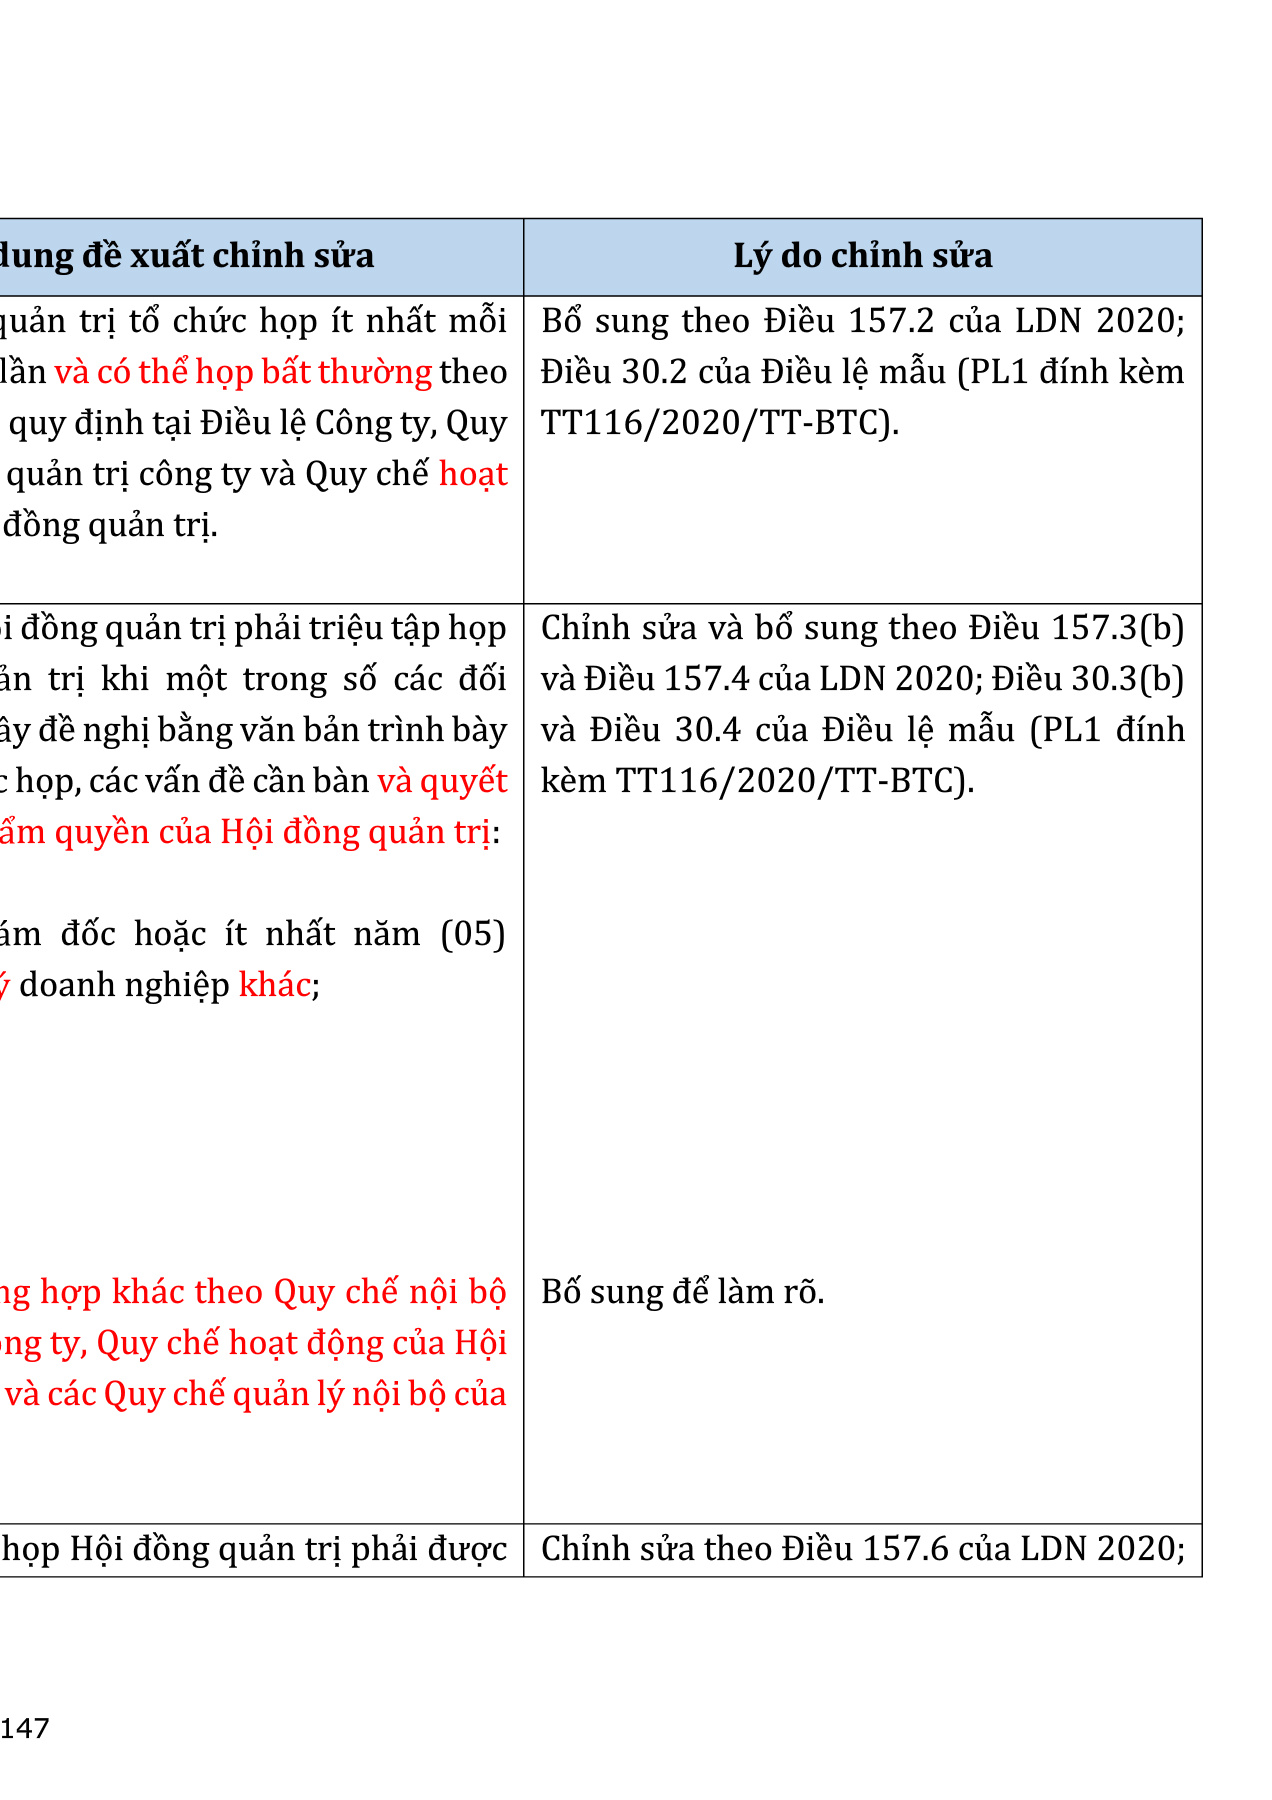 dung đề xuất chỉnh sửa
Lý do chỉnh sửa
quản trị tổ chức họp ít nhất mỗi
lần và có thể họp bất thường theo
quy định tại Điều lệ Công ty, Quy
quản trị công ty và Quy chế hoạt
đồng quản trị.
Bổ sung theo Điều 157.2 của LDN 2020;
Điều 30.2 của Điều lệ mẫu (PL1 đính kèm
TT116/2020/TT-BTC).
i đồng quản trị phải triệu tập họp
ản trị khi một trong số các đối
ây đề nghị bằng văn bản trình bày
c họp, các vấn đề cần bàn và quyết
ẩm quyền của Hội đồng quản trị:
ám đốc hoặc ít nhất năm (05)
ý doanh nghiệp khác;
Chỉnh sửa và bổ sung theo Điều 157.3(b)
và Điều 157.4 của LDN 2020; Điều 30.3(b)
và Điều 30.4 của Điều lệ mẫu (PL1 đính
kèm TT116/2020/TT-BTC).
ng hợp khác theo Quy chế nội bộ
ông ty, Quy chế hoạt động của Hội
và các Quy chế quản lý nội bộ của
Bố sung để làm rõ.
họp Hội đồng quản trị phải được
Chỉnh sửa theo Điều 157.6 của LDN 2020;
147